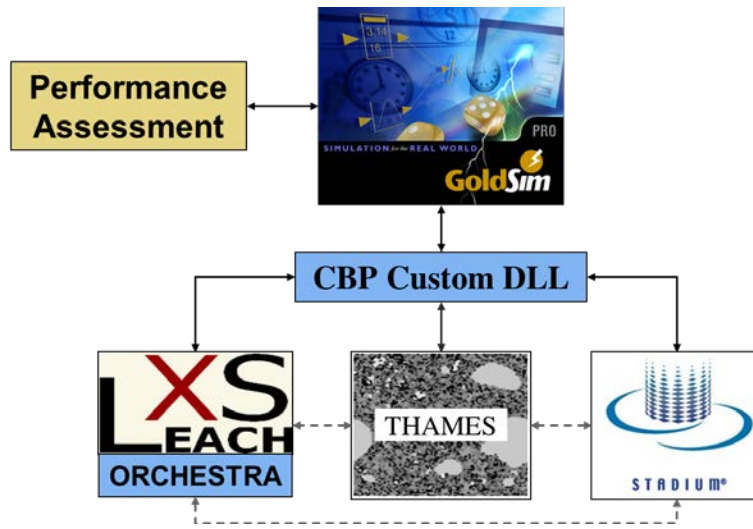 Performance
Assessment
3.14
16
12
PRO
SIMULATION for the REAL WORLD
GoldSim
CBP Custom DLL
LXS
EACH
ORCHESTRA
THAMES
STADIUM®